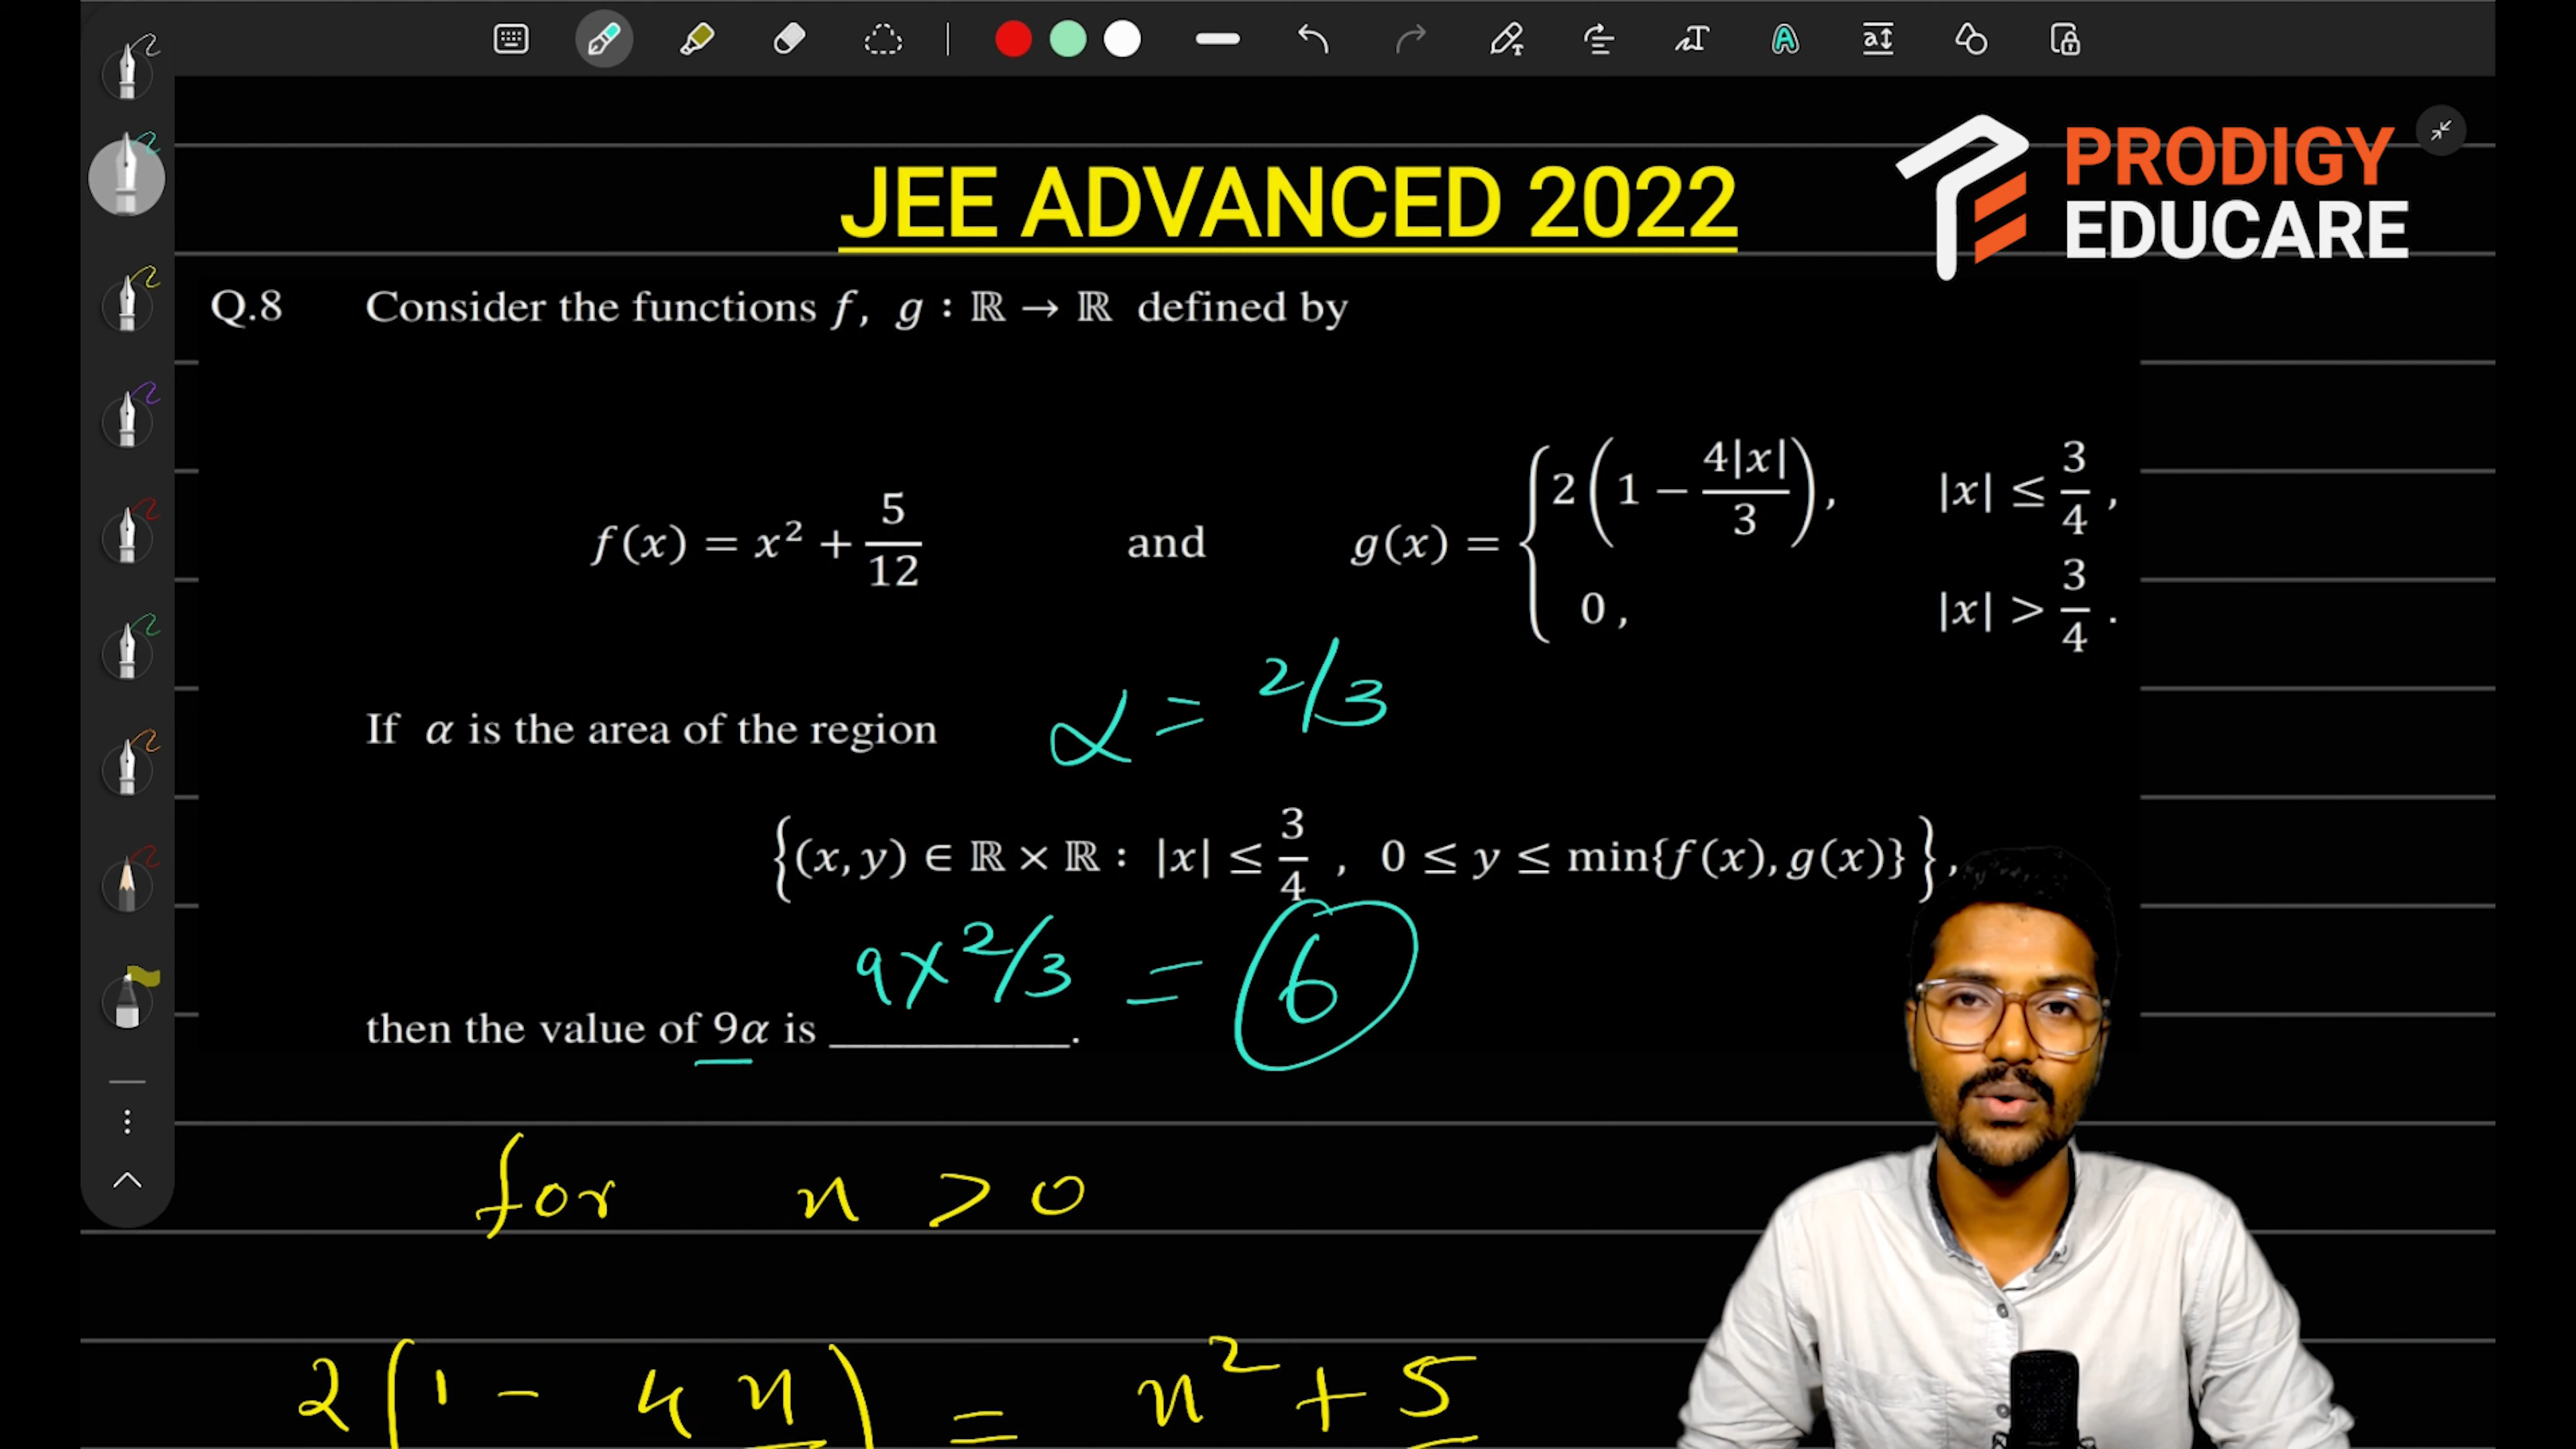 JEE ADVANCED 2022
PRODIGY
EDUCARE
Q.8 Consider the functions f, g : ℝ → ℝ defined by
f(x) = x² + 5/12 and g(x) = { 2(1 − 4|x|/3), |x| ≤ 3/4,
0, |x| > 3/4.
α = 2/3
If α is the area of the region
{(x, y) ∈ ℝ × ℝ : |x| ≤ 3/4, 0 ≤ y ≤ min{f(x), g(x)}},
9x 2/3 = 6
then the value of 9α is ____________.
for x > 0
2(1 - 4x) = x² + 5